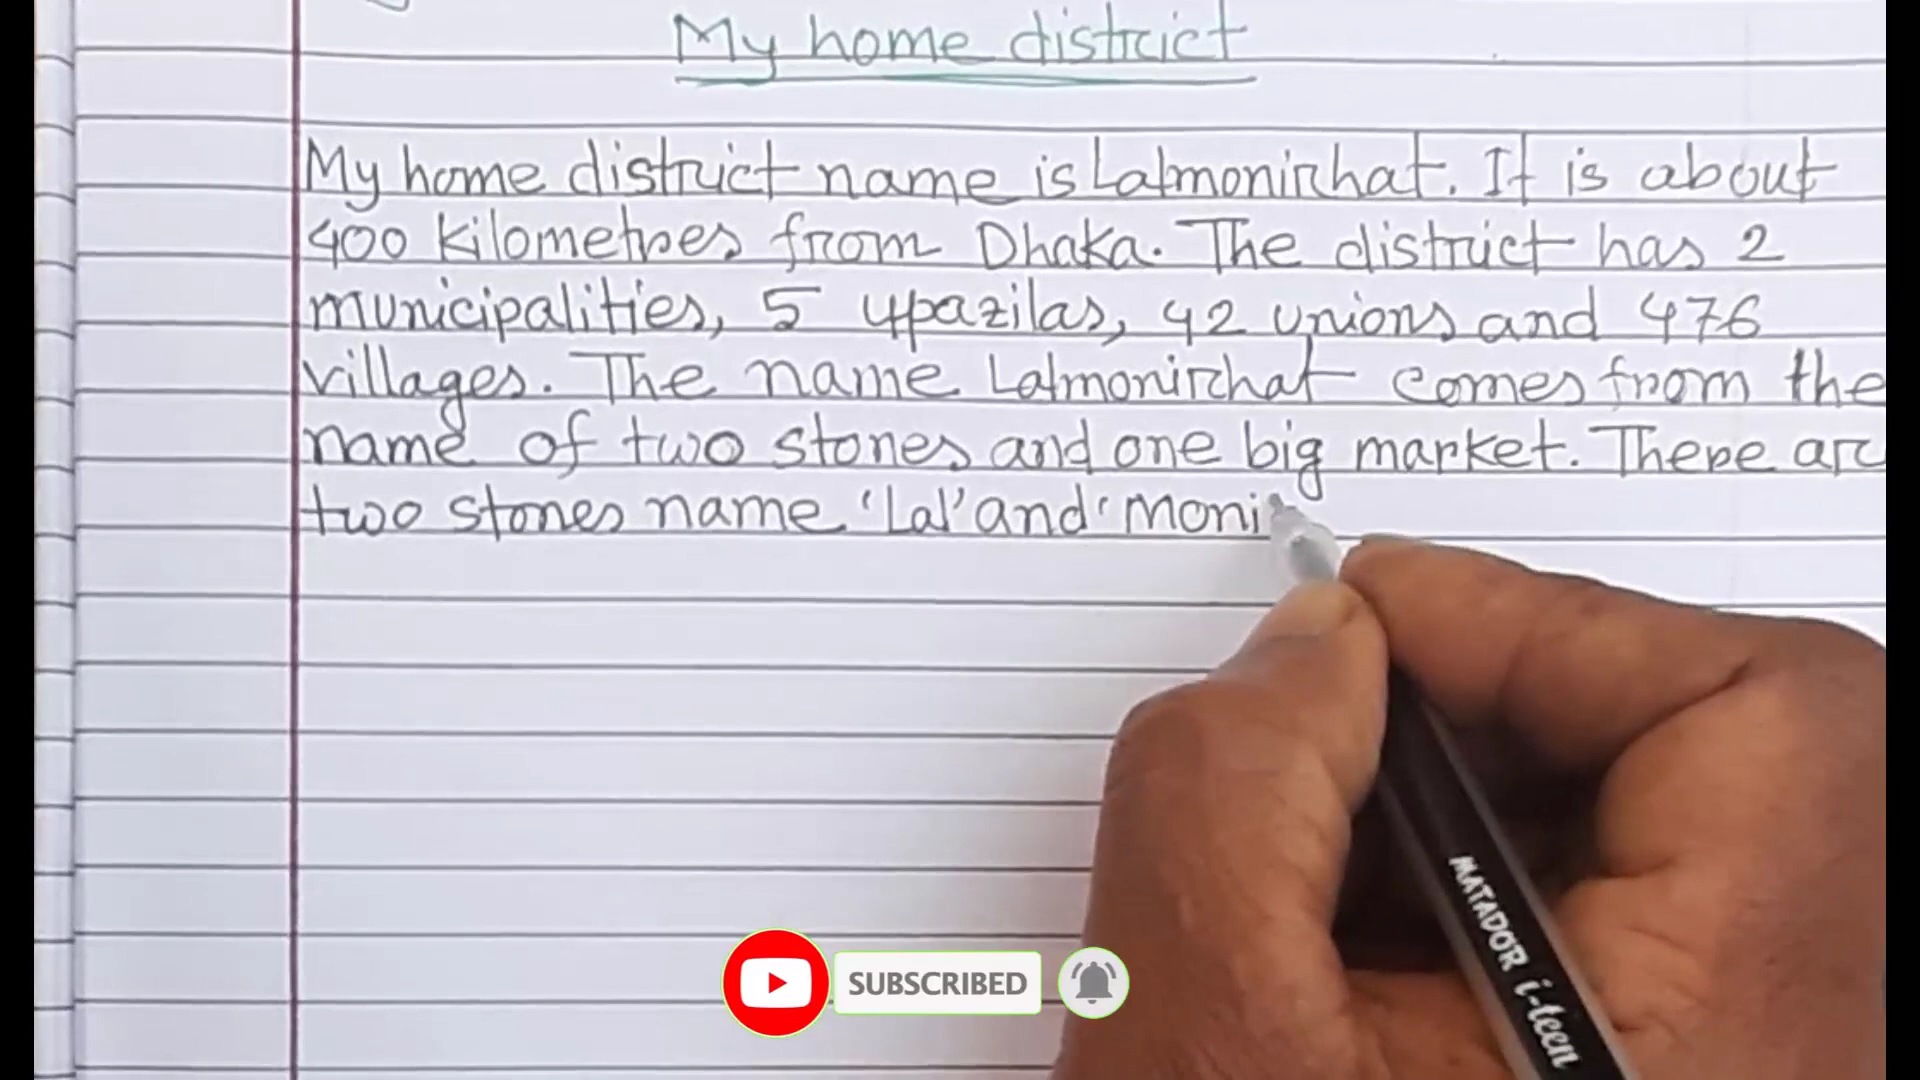 My home district
My home district name is Lalmonirhat. It is about
400 kilometres from Dhaka. The district has 2
municipalities, 5 upazilas, 42 unions and 476
villages. The name Lalmonirhat comes from the
name of two stones and one big market. There are
two stones name 'Lal' and 'Moni
MATADOR i-teen
SUBSCRIBED